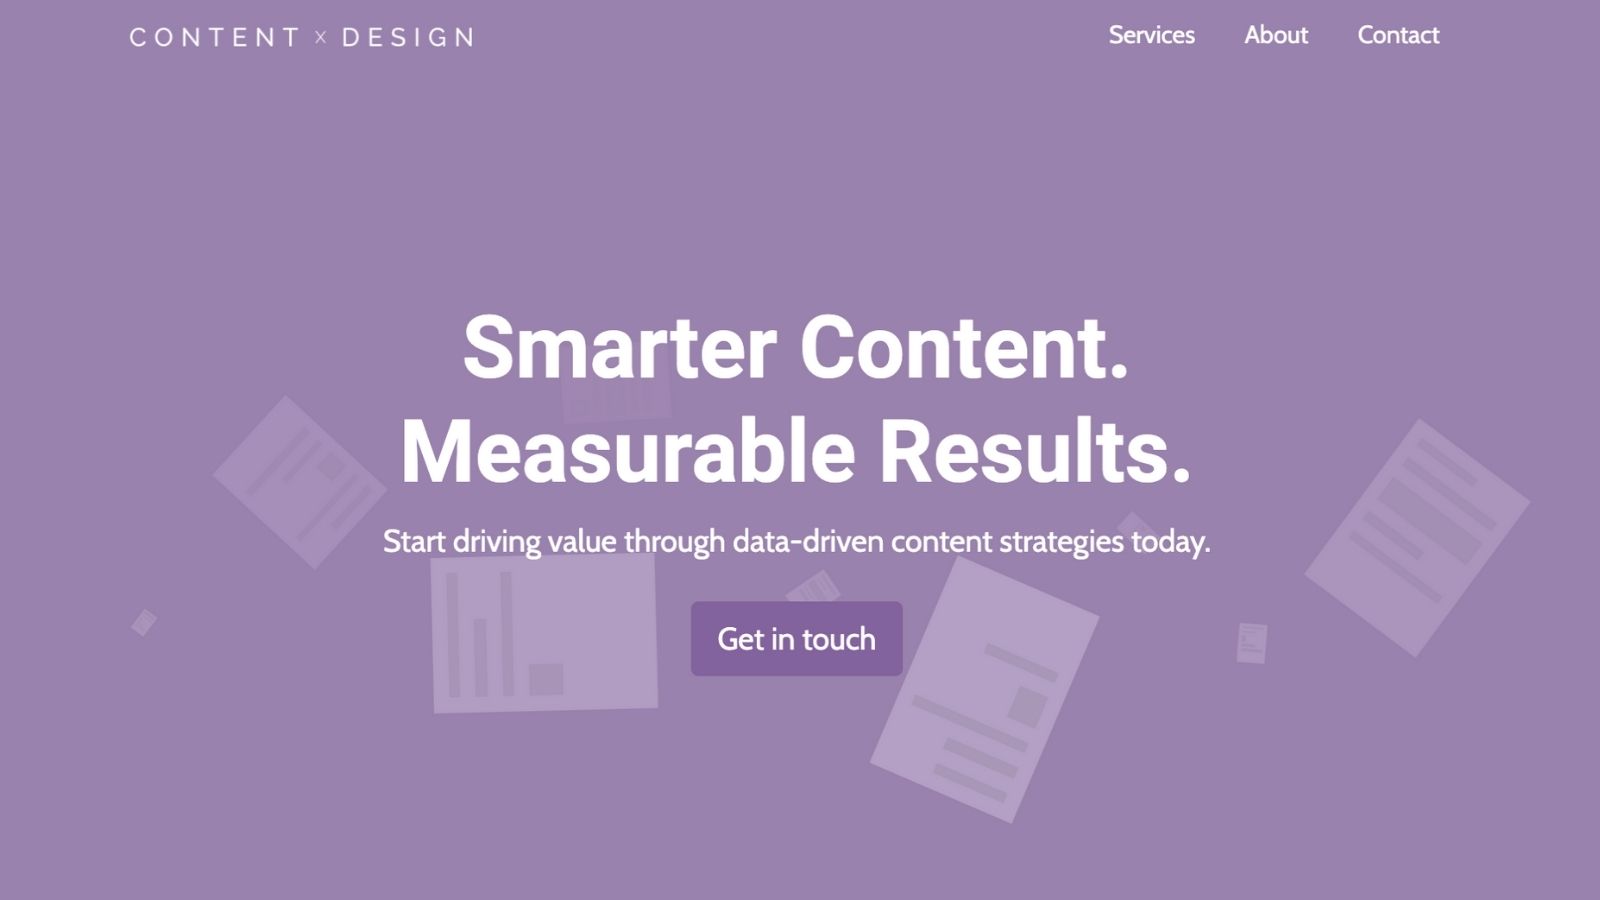 CONTENT x DESIGN
Services About Contact
Smarter Content.
Measurable Results.
Start driving value through data-driven content strategies today.
Get in touch